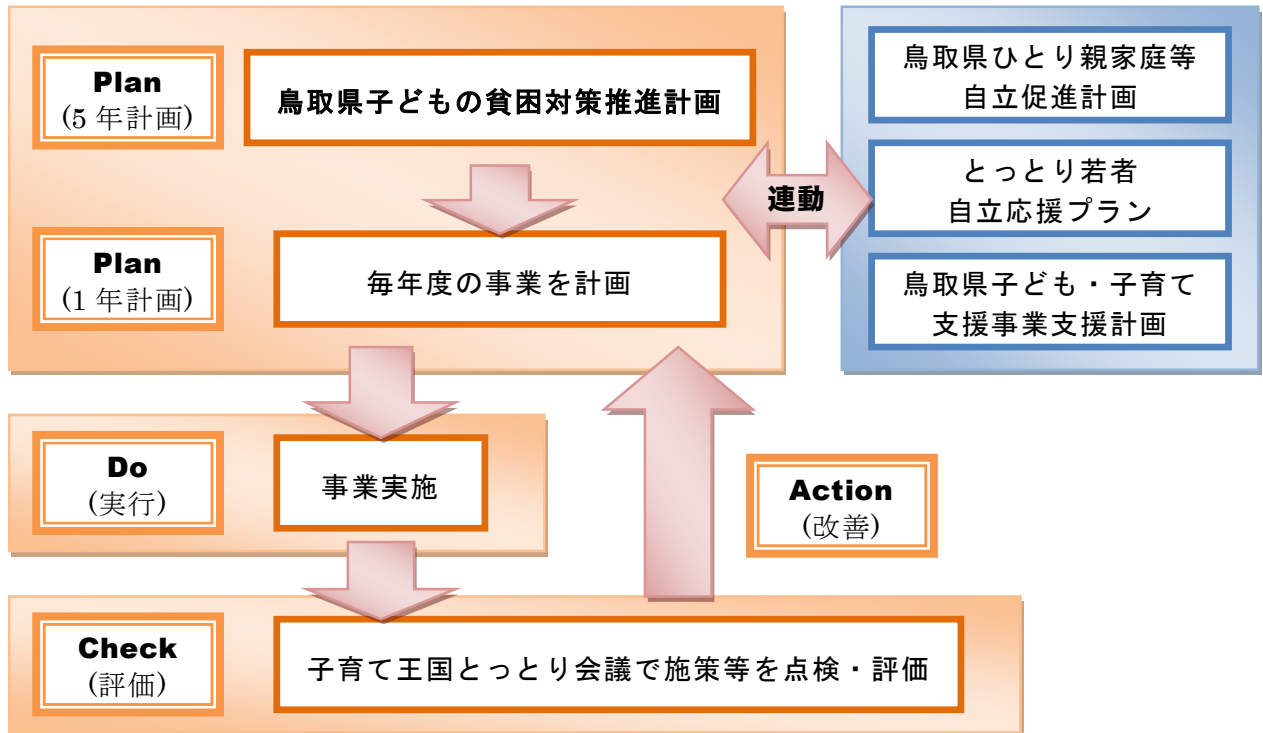 Plan
(5 年計画)
鳥取県子どもの貧困対策推進計画
Plan
(1 年計画)
毎年度の事業を計画
連動
鳥取県ひとり親家庭等
自立促進計画
とっとり若者
自立応援プラン
鳥取県子ども・子育て
支援事業支援計画
Do
(実行)
事業実施
Action
(改善)
Check
(評価)
子育て王国とっとり会議で施策等を点検・評価